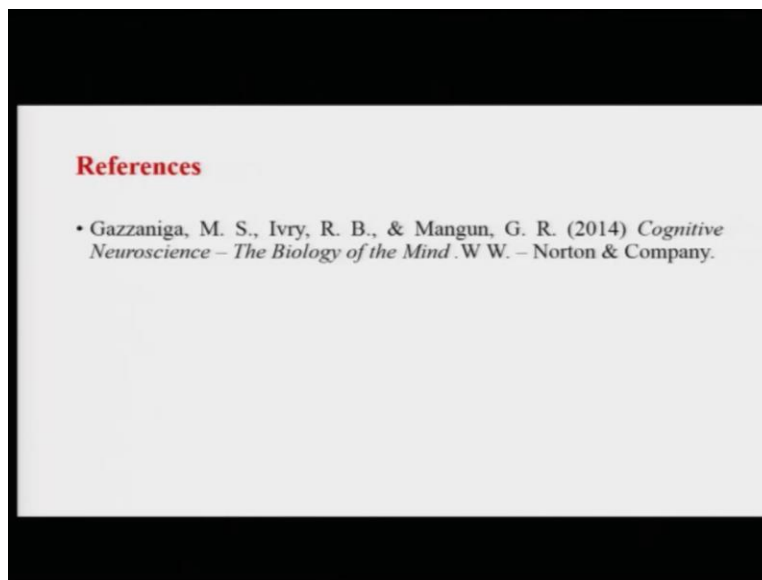 References
• Gazzaniga, M. S., Ivry, R. B., & Mangun, G. R. (2014) Cognitive
Neuroscience – The Biology of the Mind .W W. – Norton & Company.